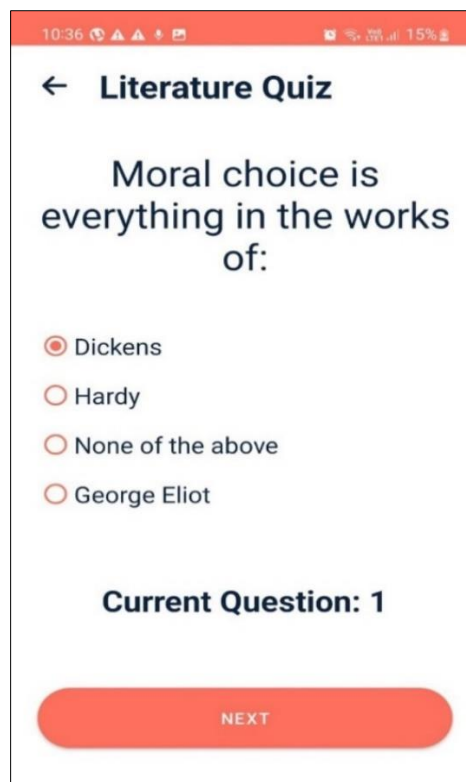 10:36 15%
Literature Quiz
Moral choice is
everything in the works
of:
Dickens
Hardy
None of the above
George Eliot
Current Question: 1
NEXT